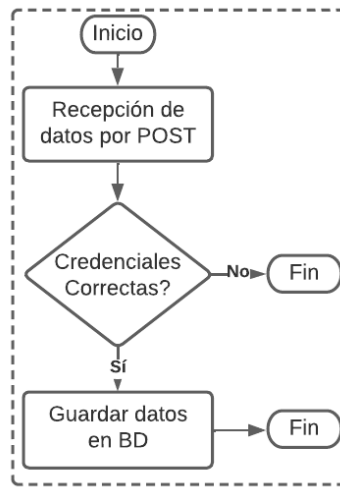 Inicio
Recepción de
datos por POST
Credenciales
Correctas?
No
Fin
Sí
Guardar datos
en BD
Fin